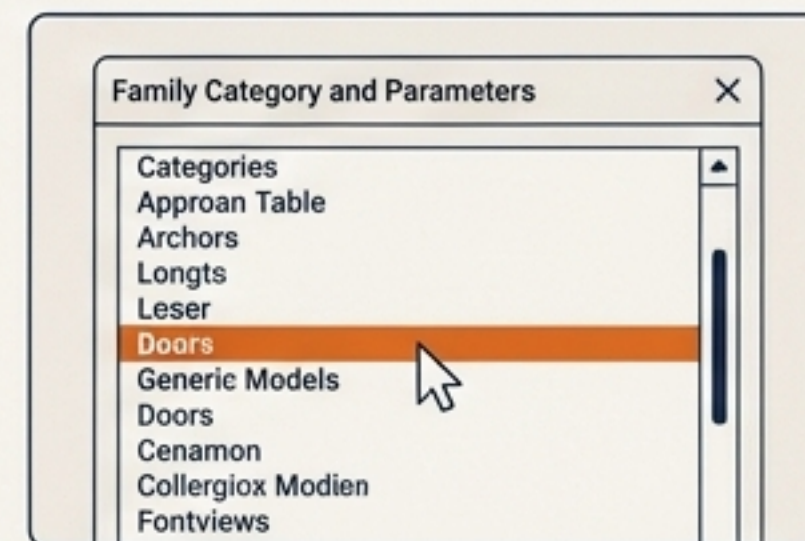 Family Category and Parameters
Categories
Approan Table
Archors
Longts
Leser
Doors
Generic Models
Doors
Cenamon
Collergiox Modien
Fontviews